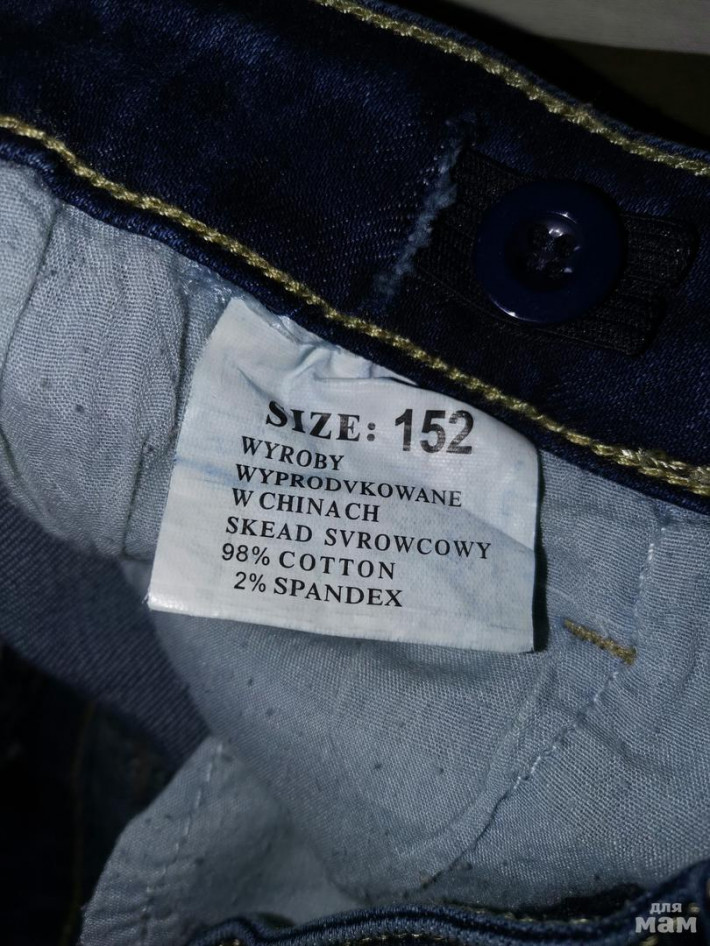 SIZE: 152
WYROBY
WYPRODVKOWANE
W CHINACH
SKEAD SVROWCOWY
98% COTTON
2% SPANDEX
для
мам